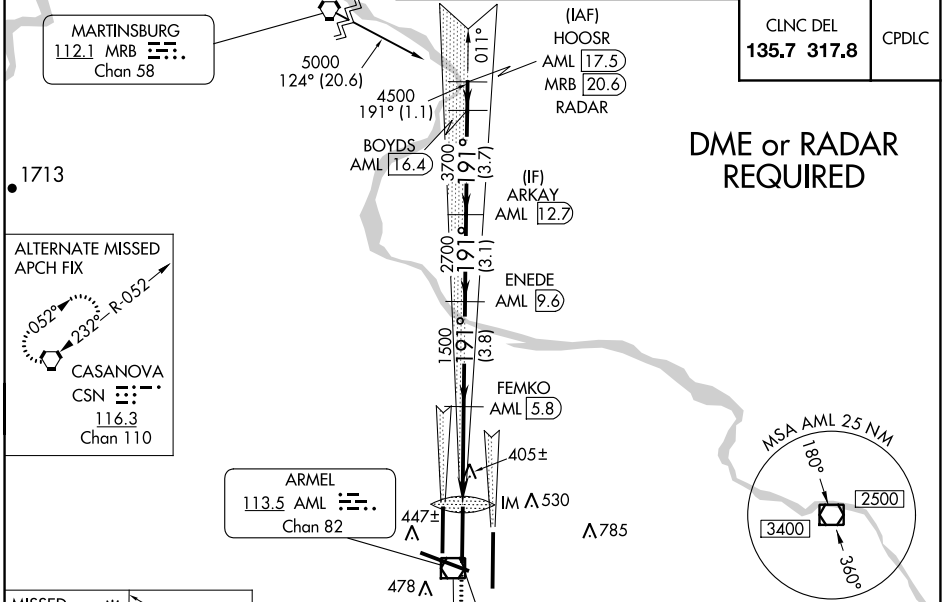 MARTINSBURG
112.1 MRB
Chan 58
5000
124° (20.6)
011°
(IAF)
HOOSR
AML 17.5
MRB 20.6
RADAR
4500
191° (1.1)
BOYDS
AML 16.4
CLNC DEL
135.7 317.8
CPDLC
DME or RADAR
REQUIRED
1713
3700
191°
(3.7)
(IF)
ARKAY
AML 12.7
2700
191°
(3.1)
ENEDE
AML 9.6
1500
191°
(3.8)
FEMKO
AML 5.8
ALTERNATE MISSED
APCH FIX
052°
232°
R-052
CASANOVA
CSN
116.3
Chan 110
405±
IM 530
447±
785
478
ARMEL
113.5 AML
Chan 82
MSA AML 25 NM
180°
2500
3400
360°
MISSED